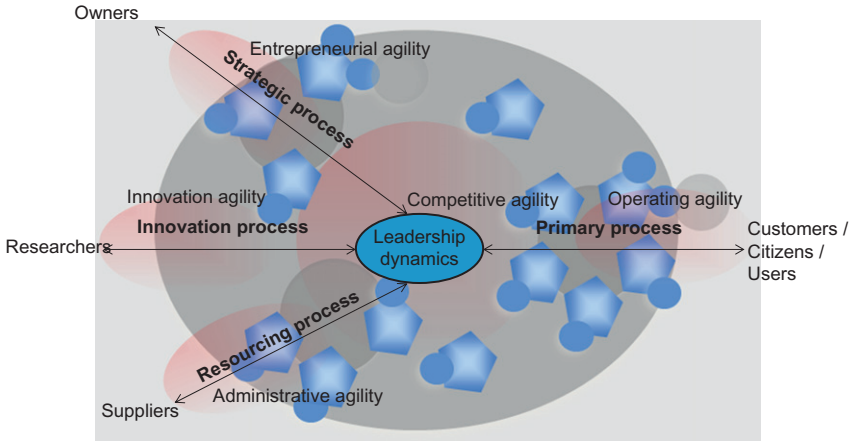 Owners
Entrepreneurial agility
Strategic process
Innovation agility
Competitive agility
Operating agility
Researchers
Innovation process
Leadership
dynamics
Primary process
Customers /
Citizens /
Users
Resourcing process
Administrative agility
Suppliers